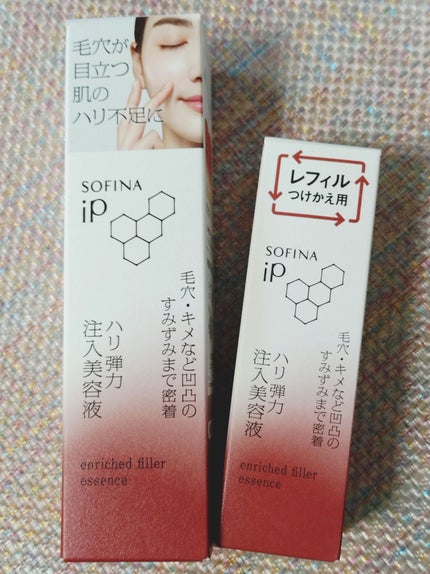 毛穴が
目立つ
肌の
ハリ不足に
SOFINA
iP
毛穴・キメなど凹凸の
すみずみまで密着
ハリ弾力
注入美容液
enriched filler
essence
レフィル
つけかえ用
SOFINA
iP
毛穴・キメなど凹凸の
すみずみまで密着
ハリ弾力
注入美容液
enriched filler
essence